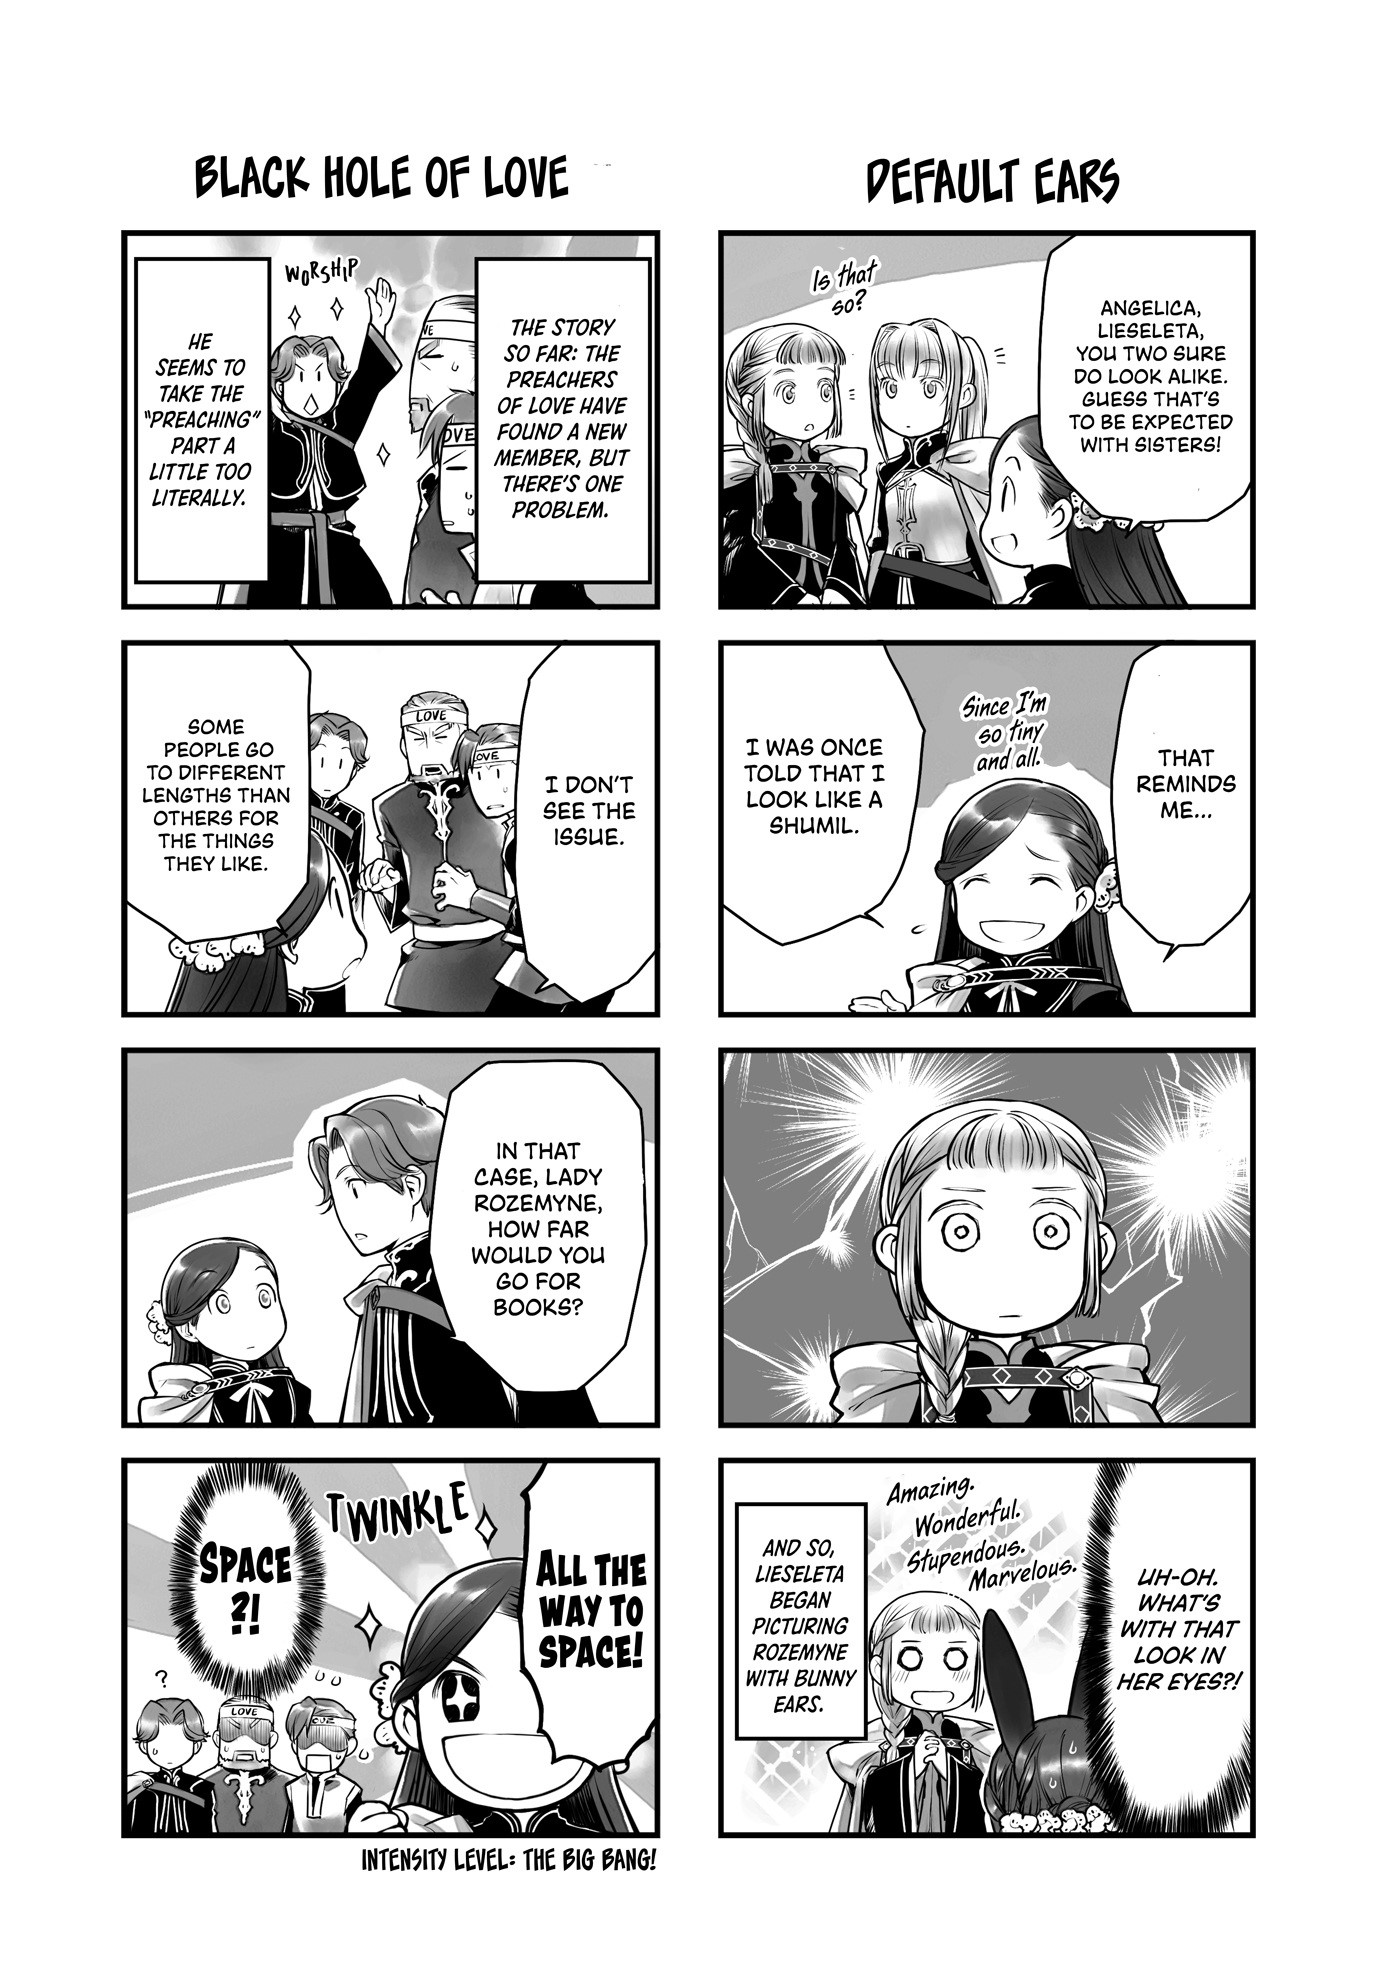 DEFAULT EARS
ANGELICA,
LIESELETA,
YOU TWO SURE
DO LOOK ALIKE.
GUESS THAT'S
TO BE EXPECTED
WITH SISTERS!
Is that
so?
THAT
REMINDS
ME...
Since I'm
so tiny
and all.
I WAS ONCE
TOLD THAT I
LOOK LIKE A
SHUMIL.
UH-OH.
WHAT'S
WITH THAT
LOOK IN
HER EYES?!
Amazing.
Wonderful.
Stupendous.
Marvelous.
AND SO,
LIESELETA
BEGAN
PICTURING
ROZEMYNE
WITH BUNNY
EARS.
BLACK HOLE OF LOVE
THE STORY
SO FAR: THE
PREACHERS
OF LOVE HAVE
FOUND A NEW
MEMBER, BUT
THERE'S ONE
PROBLEM.
WORSHIP
VE
OVE
HE
SEEMS TO
TAKE THE
"PREACHING"
PART A
LITTLE TOO
LITERALLY.
I DON'T
SEE THE
ISSUE.
LOVE
OVE
SOME
PEOPLE GO
TO DIFFERENT
LENGTHS THAN
OTHERS FOR
THE THINGS
THEY LIKE.
IN THAT
CASE, LADY
ROZEMYNE,
HOW FAR
WOULD YOU
GO FOR
BOOKS?
ALL THE
WAY TO
SPACE!
TWINKLE
SPACE
?!
?
LOVE
OVE
INTENSITY LEVEL: THE BIG BANG!